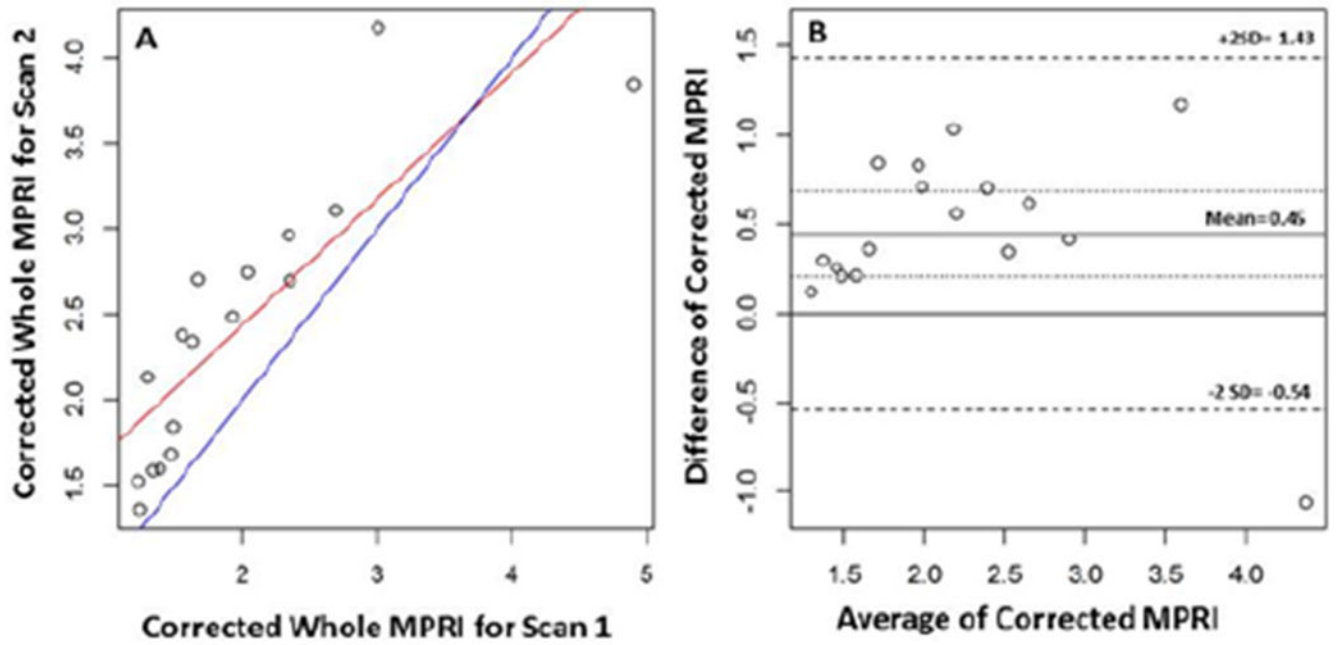 A
Corrected Whole MPRI for Scan 2
4.0
3.5
3.0
2.5
2.0
1.5
2 3 4 5
Corrected Whole MPRI for Scan 1
B
Difference of Corrected MPRI
1.5
1.0
0.5
0.0
-0.5
-1.0
+2SD= 1.43
Mean=0.45
-2 SD= -0.54
1.5 2.0 2.5 3.0 3.5 4.0
Average of Corrected MPRI